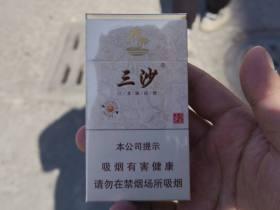 三沙
本公司提示
吸烟有害健康
请勿在禁烟场所吸烟